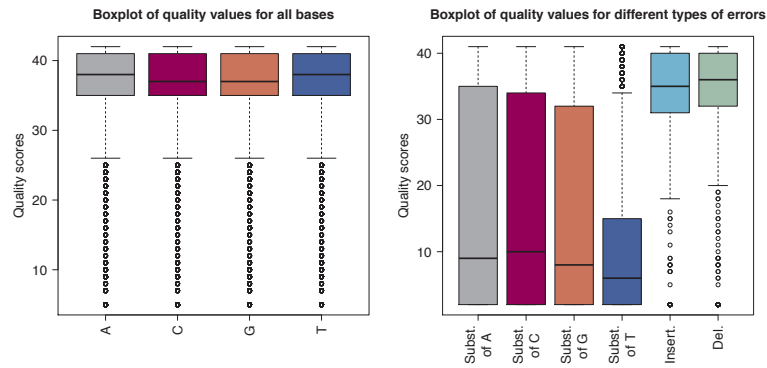 Boxplot of quality values for all bases
Quality scores
40
30
20
10
A
C
G
T
Boxplot of quality values for different types of errors
Quality scores
40
30
20
10
Subst.
of A
Subst.
of C
Subst.
of G
Subst.
of T
Insert.
Del.